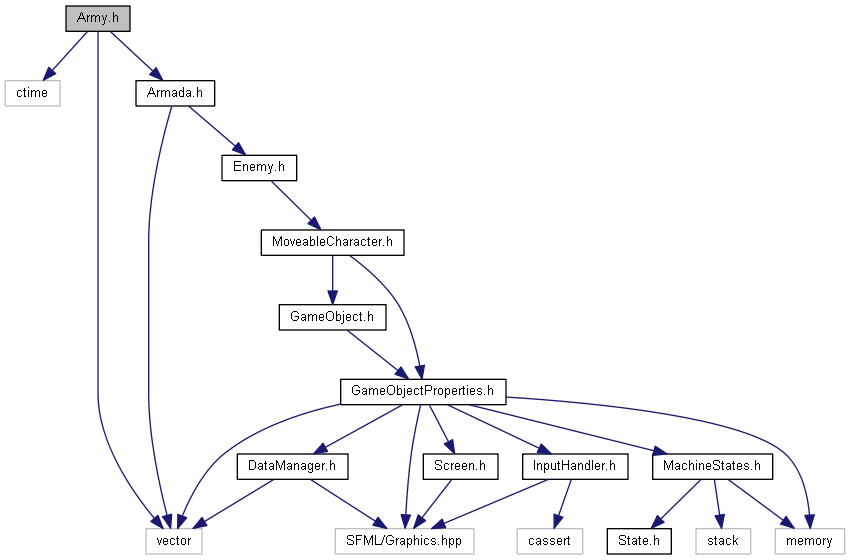 Army.h
ctime
Armada.h
Enemy.h
MoveableCharacter.h
GameObject.h
GameObjectProperties.h
DataManager.h
Screen.h
InputHandler.h
MachineStates.h
vector
SFML/Graphics.hpp
cassert
State.h
stack
memory